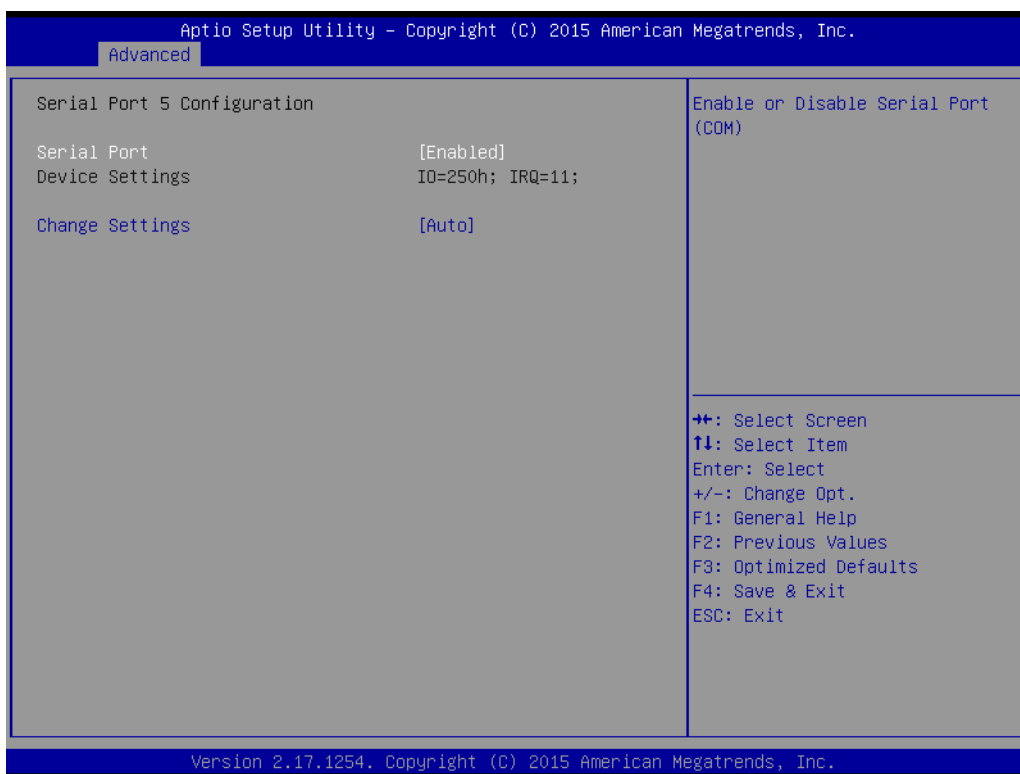 Aptio Setup Utility – Copyright (C) 2015 American Megatrends, Inc.
Advanced
Serial Port 5 Configuration
Serial Port [Enabled]
Device Settings IO=250h; IRQ=11;
Change Settings [Auto]
Enable or Disable Serial Port
(COM)
→←: Select Screen
↑↓: Select Item
Enter: Select
+/-: Change Opt.
F1: General Help
F2: Previous Values
F3: Optimized Defaults
F4: Save & Exit
ESC: Exit
Version 2.17.1254. Copyright (C) 2015 American Megatrends, Inc.